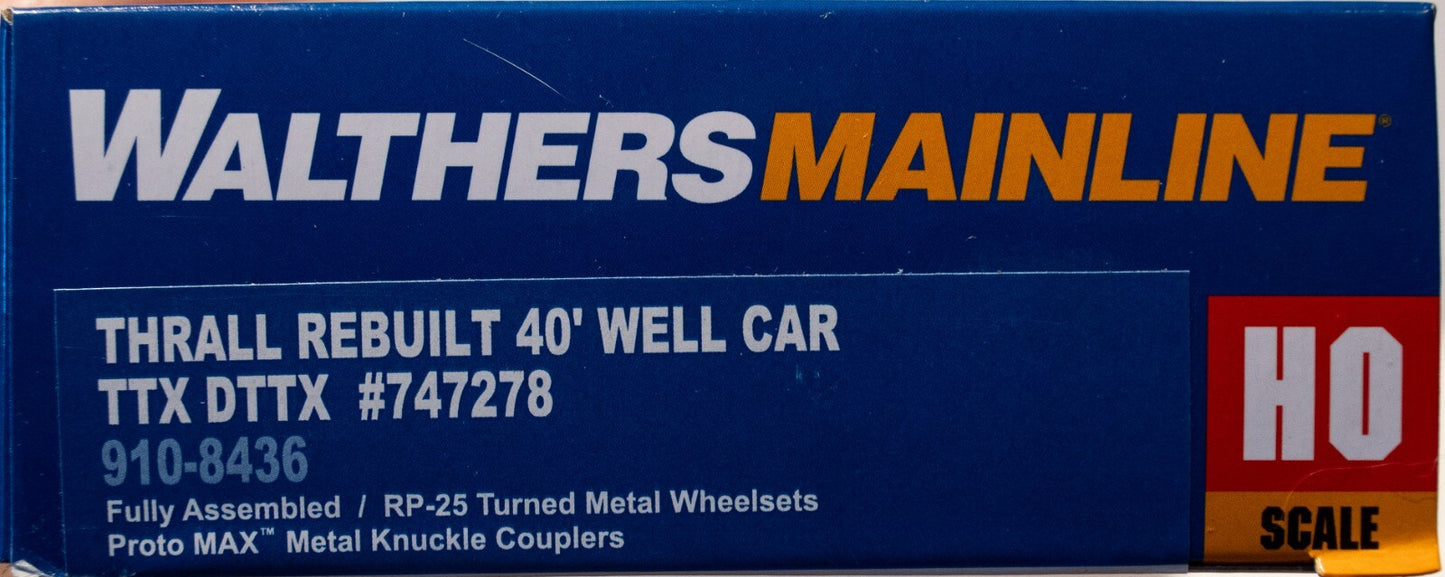 WALTHERSMAINLINE®
THRALL REBUILT 40' WELL CAR
TTX DTTX #747278
910-8436
Fully Assembled / RP-25 Turned Metal Wheelsets
Proto MAX™ Metal Knuckle Couplers
HO
SCALE